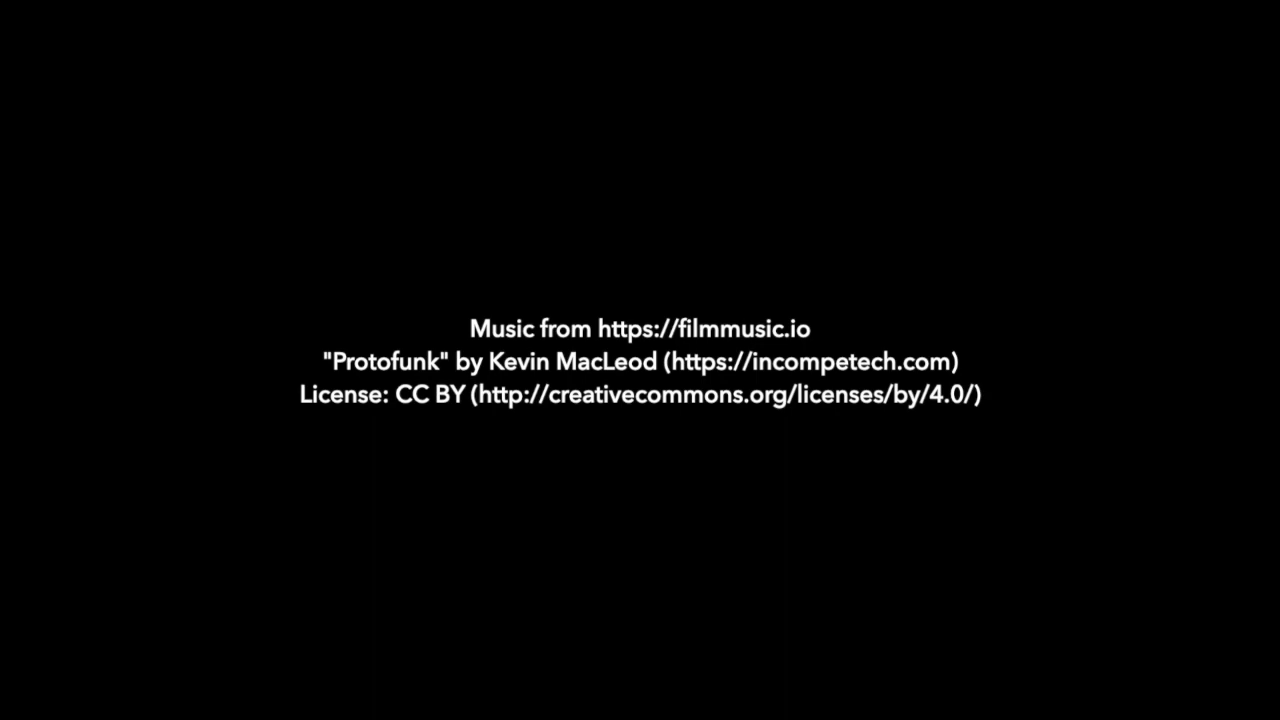 Music from https://filmmusic.io
"Protofunk" by Kevin MacLeod (https://incompetech.com)
License: CC BY (http://creativecommons.org/licenses/by/4.0/)